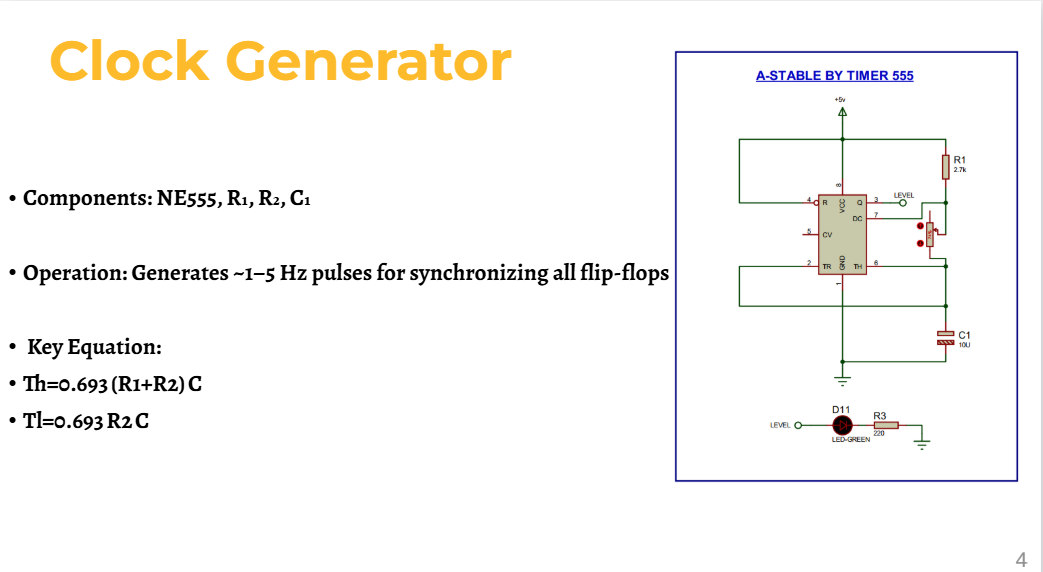 Clock Generator
• Components: NE555, R₁, R₂, C₁
• Operation: Generates ~1–5 Hz pulses for synchronizing all flip-flops
• Key Equation:
• Th=0.693 (R1+R2) C
• Tl=0.693 R2 C
A-STABLE BY TIMER 555
+5v
R1
2.7k
LEVEL
8
4
R
VCC
Q
3
DC
7
5
CV
2
TR
GND
TH
6
1
C1
10U
D11
R3
LEVEL
220
LED-GREEN
4